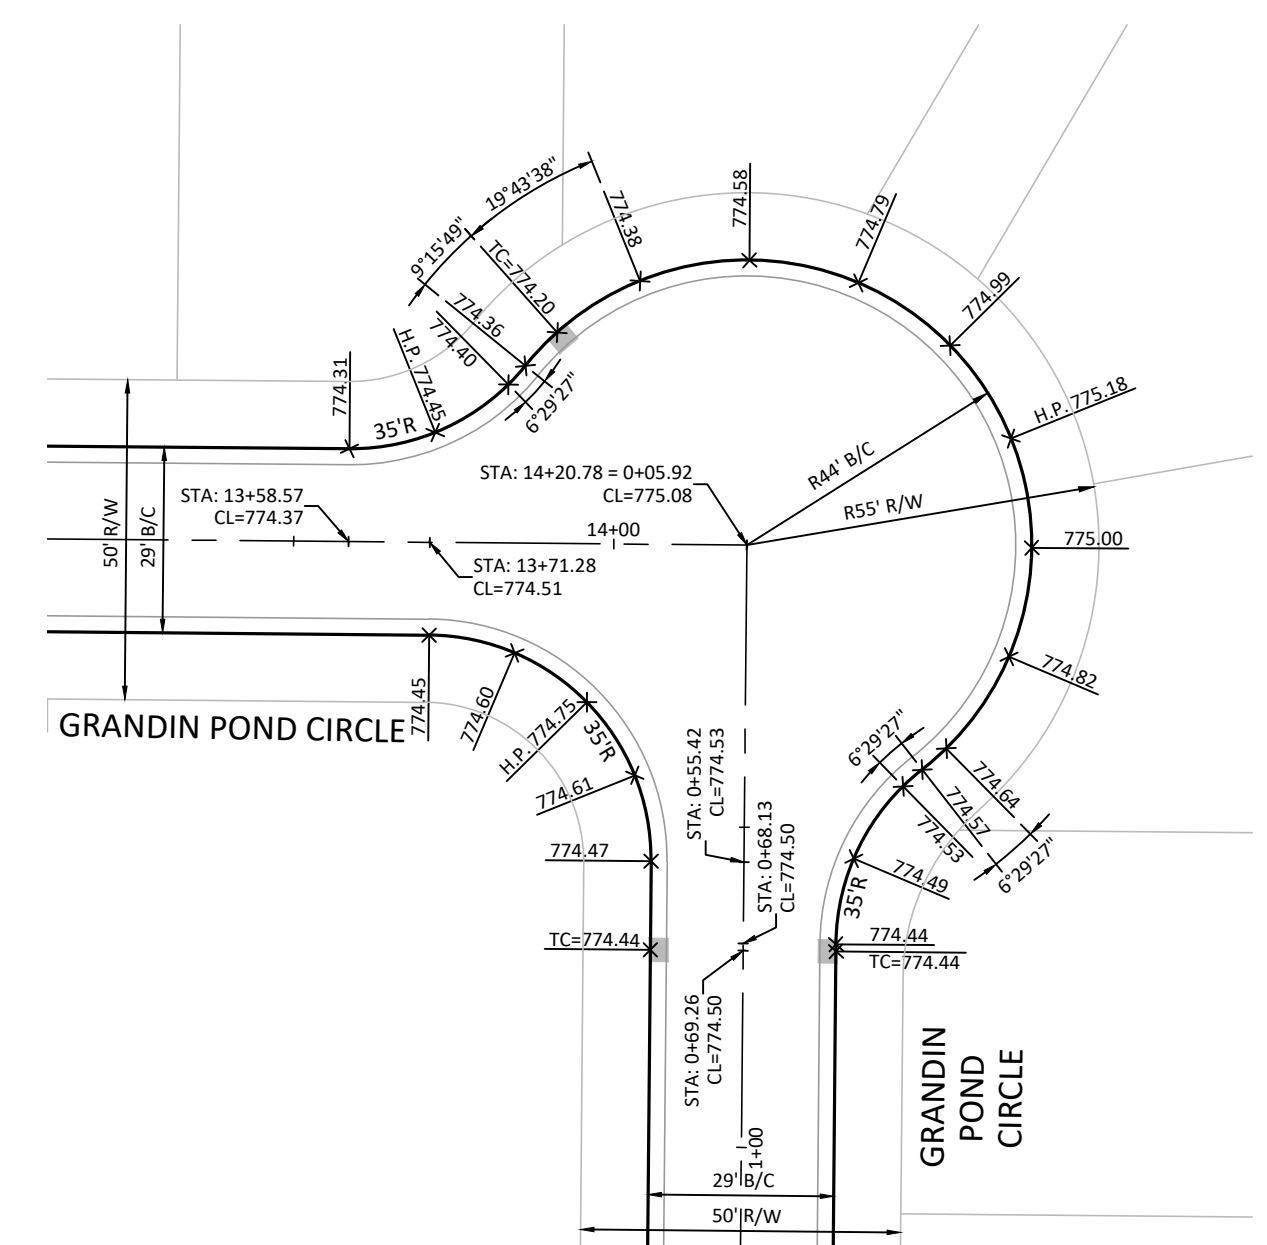 19°43'38"
774.58
9°15'49"
774.38
774.79
TC=774.20
774.36
774.40
774.99
H.P. 774.45
774.31
H.P. 775.18
35'R
6°29'27"
R44' B/C
STA: 14+20.78 = 0+05.92
CL=775.08
STA: 13+58.57
CL=774.37
R55' R/W
50' R/W
29' B/C
14+00
775.00
STA: 13+71.28
CL=774.51
774.82
GRANDIN POND CIRCLE
774.45
774.60
H.P. 774.75
35'R
774.61
STA: 0+55.42
CL=774.53
6°29'27"
774.64
774.57
774.53
6°29'27"
774.47
STA: 0+68.13
CL=774.50
774.49
35'R
TC=774.44
774.44
TC=774.44
STA: 0+69.26
CL=774.50
GRANDIN
POND
CIRCLE
1+00
29' B/C
50' R/W